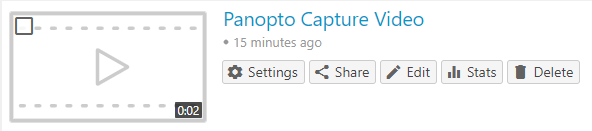 Panopto Capture Video
• 15 minutes ago
Settings Share Edit Stats Delete
0:02